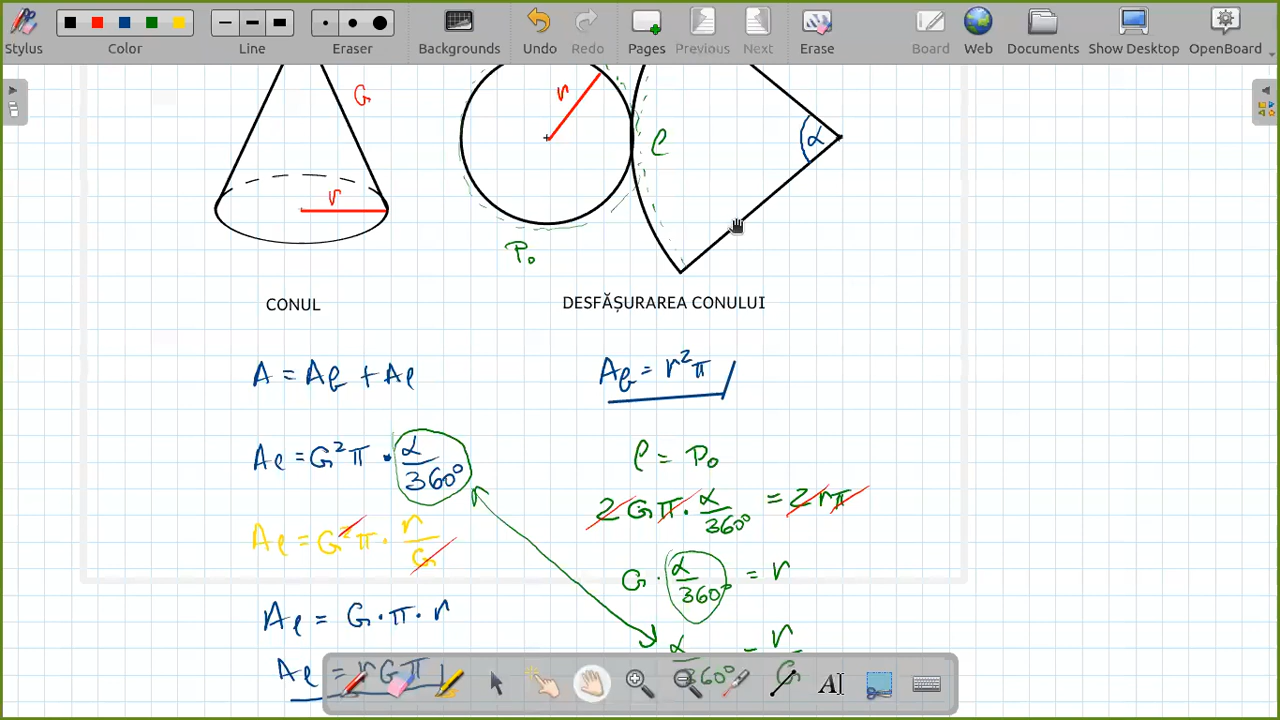 Stylus Color Line Eraser Backgrounds Undo Redo Pages Previous Next Erase Board Web Documents Show Desktop OpenBoard
G
r
r
ℓ
α
P₀
CONUL
DESFĂȘURAREA CONULUI
A = Ab + Aℓ
Ab = r²π
Aℓ = G²π · α/360°
ℓ = P₀
2Gπ · α/360° = 2rπ
Aℓ = G²π · r/G
G · α/360° = r
Aℓ = G·π·r
α/360° = r/G
Aℓ = rGπ